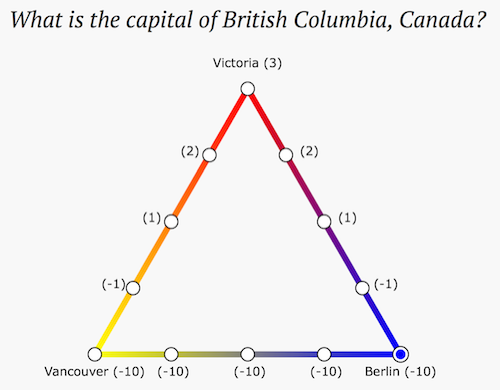 What is the capital of British Columbia, Canada?
Victoria (3)
(2) (2)
(1) (1)
(-1) (-1)
Vancouver (-10) (-10) (-10) (-10) Berlin (-10)